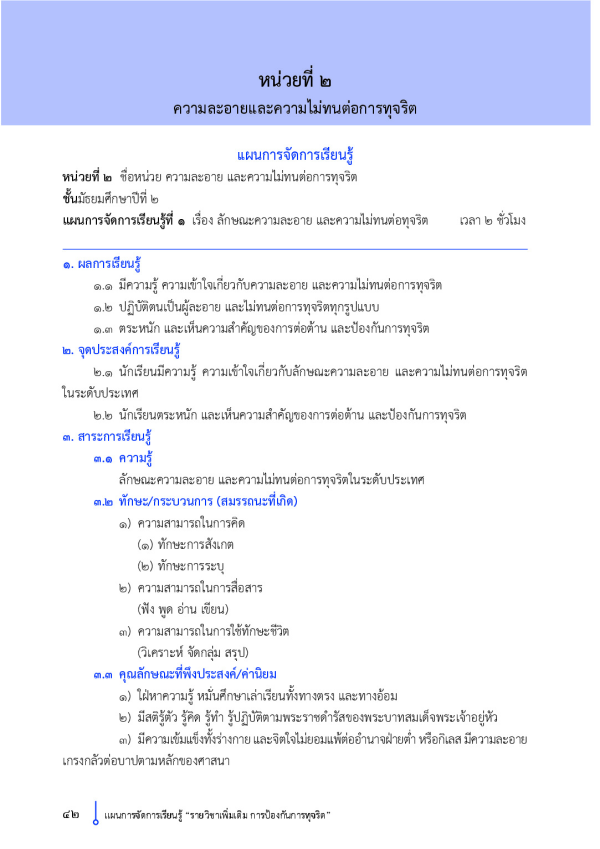 หน่วยที่ ๒
ความละอายและความไม่ทนต่อการทุจริต
แผนการจัดการเรียนรู้
หน่วยที่ ๒ ชื่อหน่วย ความละอาย และความไม่ทนต่อการทุจริต
ชั้นมัธยมศึกษาปีที่ ๒
แผนการจัดการเรียนรู้ที่ ๑ เรื่อง ลักษณะความละอาย และความไม่ทนต่อทุจริต เวลา ๒ ชั่วโมง
๑. ผลการเรียนรู้
๑.๑ มีความรู้ ความเข้าใจเกี่ยวกับความละอาย และความไม่ทนต่อการทุจริต
๑.๒ ปฏิบัติตนเป็นผู้ละอาย และไม่ทนต่อการทุจริตทุกรูปแบบ
๑.๓ ตระหนัก และเห็นความสำคัญของการต่อต้าน และป้องกันการทุจริต
๒. จุดประสงค์การเรียนรู้
๒.๑ นักเรียนมีความรู้ ความเข้าใจเกี่ยวกับลักษณะความละอาย และความไม่ทนต่อการทุจริต
ในระดับประเทศ
๒.๒ นักเรียนตระหนัก และเห็นความสำคัญของการต่อต้าน และป้องกันการทุจริต
๓. สาระการเรียนรู้
๓.๑ ความรู้
ลักษณะความละอาย และความไม่ทนต่อการทุจริตในระดับประเทศ
๓.๒ ทักษะ/กระบวนการ (สมรรถนะที่เกิด)
๑) ความสามารถในการคิด
(๑) ทักษะการสังเกต
(๒) ทักษะการระบุ
๒) ความสามารถในการสื่อสาร
(ฟัง พูด อ่าน เขียน)
๓) ความสามารถในการใช้ทักษะชีวิต
(วิเคราะห์ จัดกลุ่ม สรุป)
๓.๓ คุณลักษณะที่พึงประสงค์/ค่านิยม
๑) ใฝ่หาความรู้ หมั่นศึกษาเล่าเรียนทั้งทางตรง และทางอ้อม
๒) มีสติรู้ตัว รู้คิด รู้ทำ รู้ปฏิบัติตามพระราชดำรัสของพระบาทสมเด็จพระเจ้าอยู่หัว
๓) มีความเข้มแข็งทั้งร่างกาย และจิตใจไม่ยอมแพ้ต่ออำนาจฝ่ายต่ำ หรือกิเลส มีความละอาย
เกรงกลัวต่อบาปตามหลักของศาสนา
๔๒ แผนการจัดการเรียนรู้ "รายวิชาเพิ่มเติม การป้องกันการทุจริต"